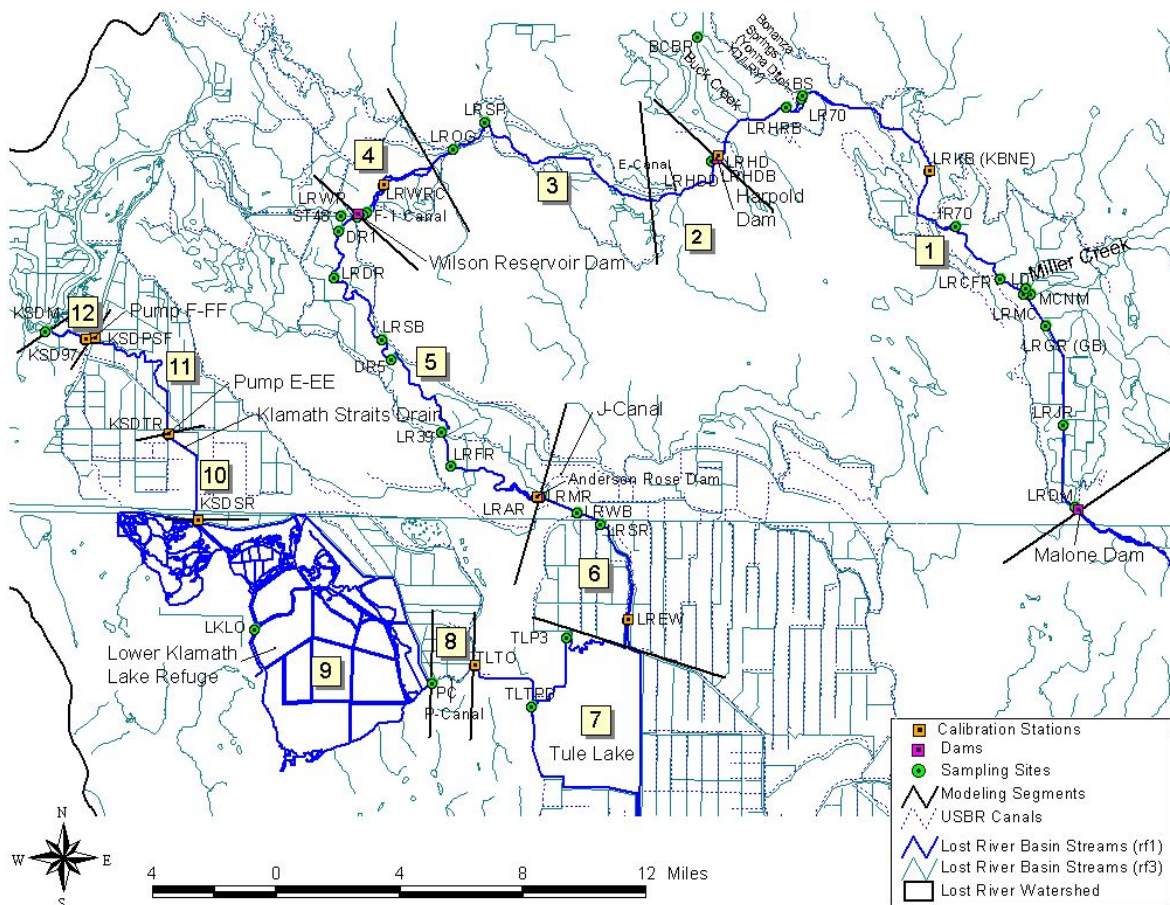 BCBR
Buck Creek
Bonanza
Springs
(Yonna Ditch
KBS
LR70
LRHRB
LRSP
LROG
4
E-Canal
3
LRHD
LRHDB
LRHPD
Harpold
Dam
2
LRKB (KBNE)
LRWRC
F-1 Canal
ST48
DR1
Wilson Reservoir Dam
LRDR
1
Miller Creek
LRCFR
MCNM
LRMC
LRGR (GB)
KSDM
12
Pump F-FF
KSDPSF
KSD97
11
LRSB
DR5
5
Pump E-EE
Klamath Straits Drain
KSDTR
LR39
LRFR
J-Canal
LRJR
10
KSDSR
Anderson Rose Dam
LRMR
LRAR
LRWB
LRSR
LRDM
Malone Dam
6
LREW
LKLO
Lower Klamath
Lake Refuge
9
8
TLTO
PC
P-Canal
TLP3
TLTPD
7
Tule Lake
Calibration Stations
Dams
Sampling Sites
Modeling Segments
USBR Canals
Lost River Basin Streams (rf1)
Lost River Basin Streams (rf3)
Lost River Watershed
N
W
E
S
4
0
4
8
12
Miles